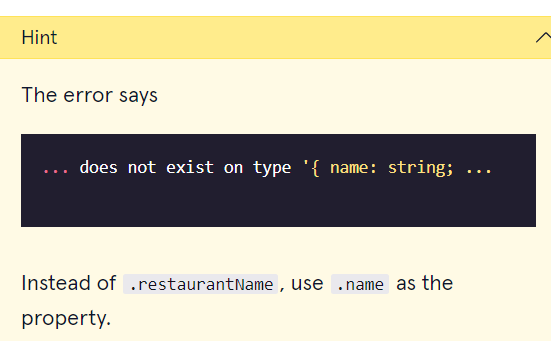 Hint
The error says
... does not exist on type '{ name: string; ...
Instead of .restaurantName, use .name as the
property.